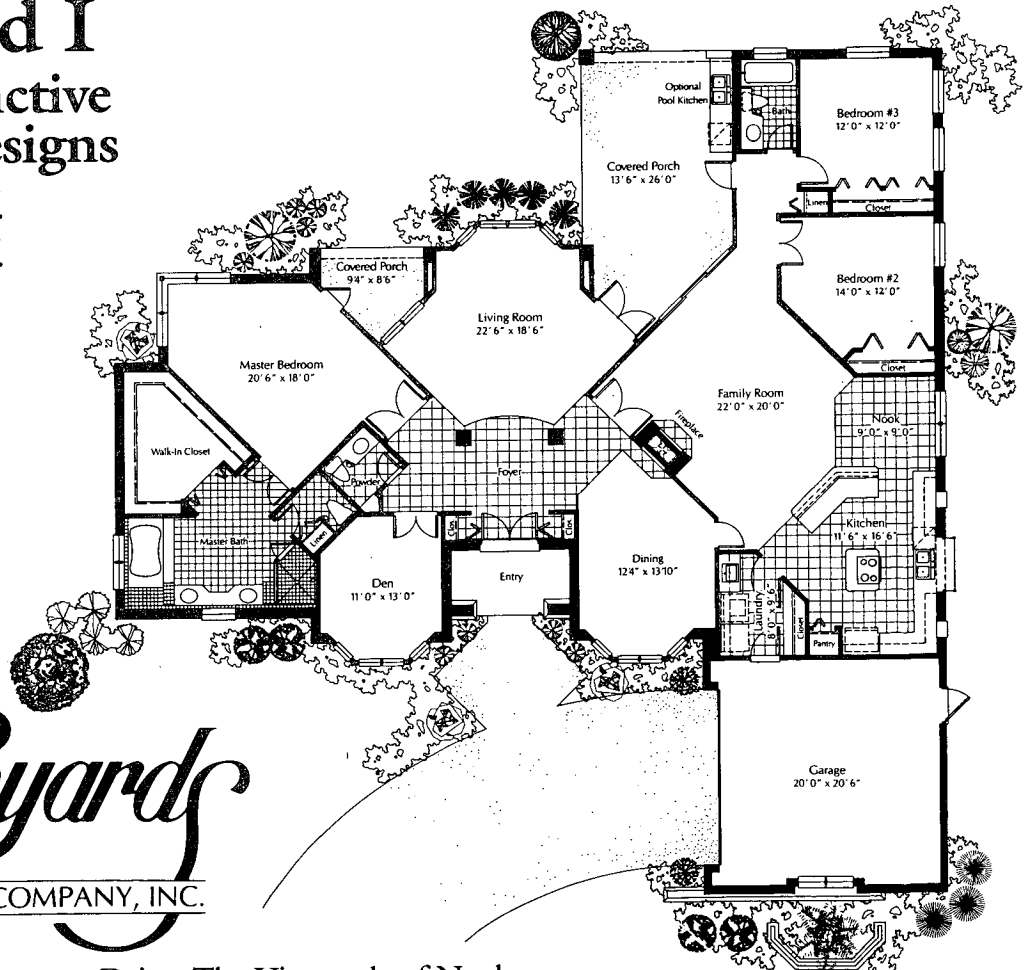 d I
ctive
esigns
Optional
Pool Kitchen
Bath
Bedroom #3
12'0" x 12'0"
Covered Porch
13'6" x 26'0"
Linen
Closet
Covered Porch
9'4" x 8'6"
Bedroom #2
14'0" x 12'0"
Living Room
22'6" x 18'6"
Master Bedroom
20'6" x 18'0"
Closet
Family Room
22'0" x 20'0"
Nook
9'0" x 9'0"
Fireplace
Walk-In Closet
Powder
Foyer
Kitchen
11'6" x 16'6"
Master Bath
Linen
Clos
Clos
Dining
12'4" x 13'10"
Entry
Den
11'0" x 13'0"
Laundry
8'0" x 9'6"
Closet
Pantry
yards
Garage
20'0" x 20'6"
COMPANY, INC.